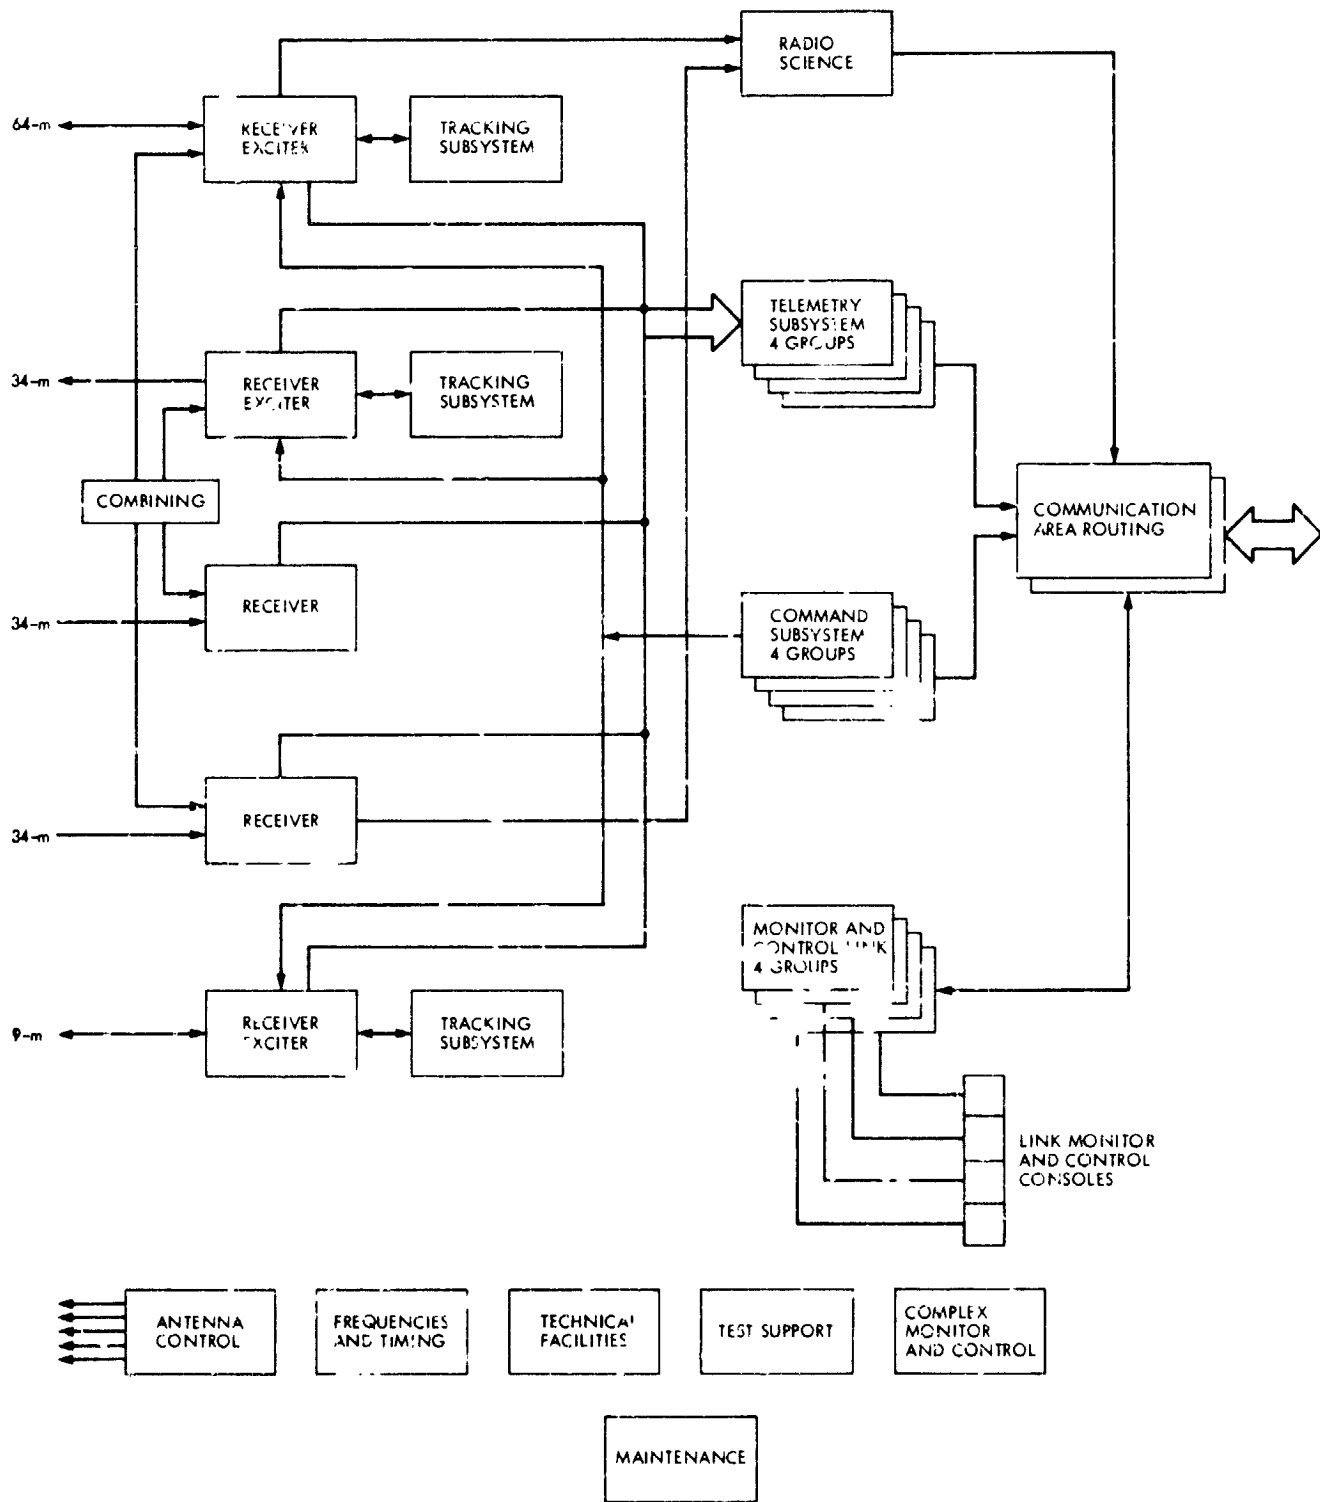 RADIO
SCIENCE
64-m
RECEIVER
EXCITER
TRACKING
SUBSYSTEM
TELEMETRY
SUBSYSTEM
4 GROUPS
34-m
RECEIVER
EXCITER
TRACKING
SUBSYSTEM
COMBINING
COMMUNICATION
AREA ROUTING
34-m
RECEIVER
COMMAND
SUBSYSTEM
4 GROUPS
34-m
RECEIVER
MONITOR AND
CONTROL LINK
4 GROUPS
9-m
RECEIVER
EXCITER
TRACKING
SUBSYSTEM
LINK MONITOR
AND CONTROL
CONSOLES
ANTENNA
CONTROL
FREQUENCIES
AND TIMING
TECHNICAL
FACILITIES
TEST SUPPORT
COMPLEX
MONITOR
AND CONTROL
MAINTENANCE